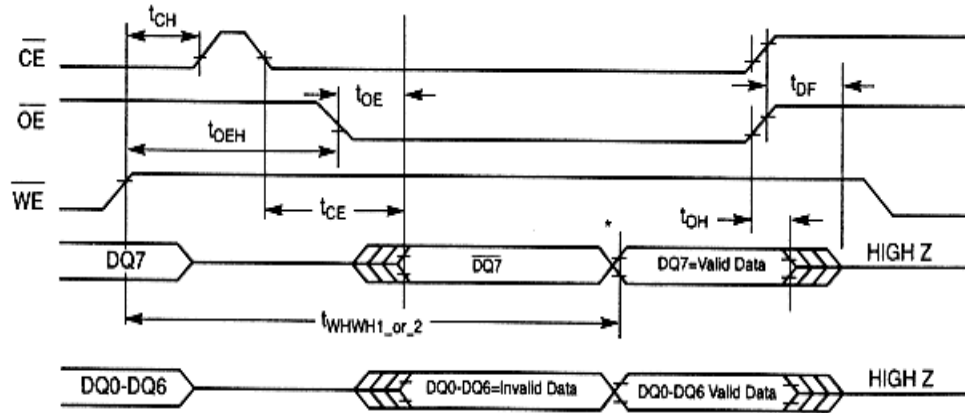 tCH
CE
tOE
tDF
OE
tOEH
WE
tCE
*
tOH
DQ7
DQ7
DQ7=Valid Data
HIGH Z
tWHWH1_or_2
DQ0-DQ6
DQ0-DQ6=Invalid Data
DQ0-DQ6 Valid Data
HIGH Z